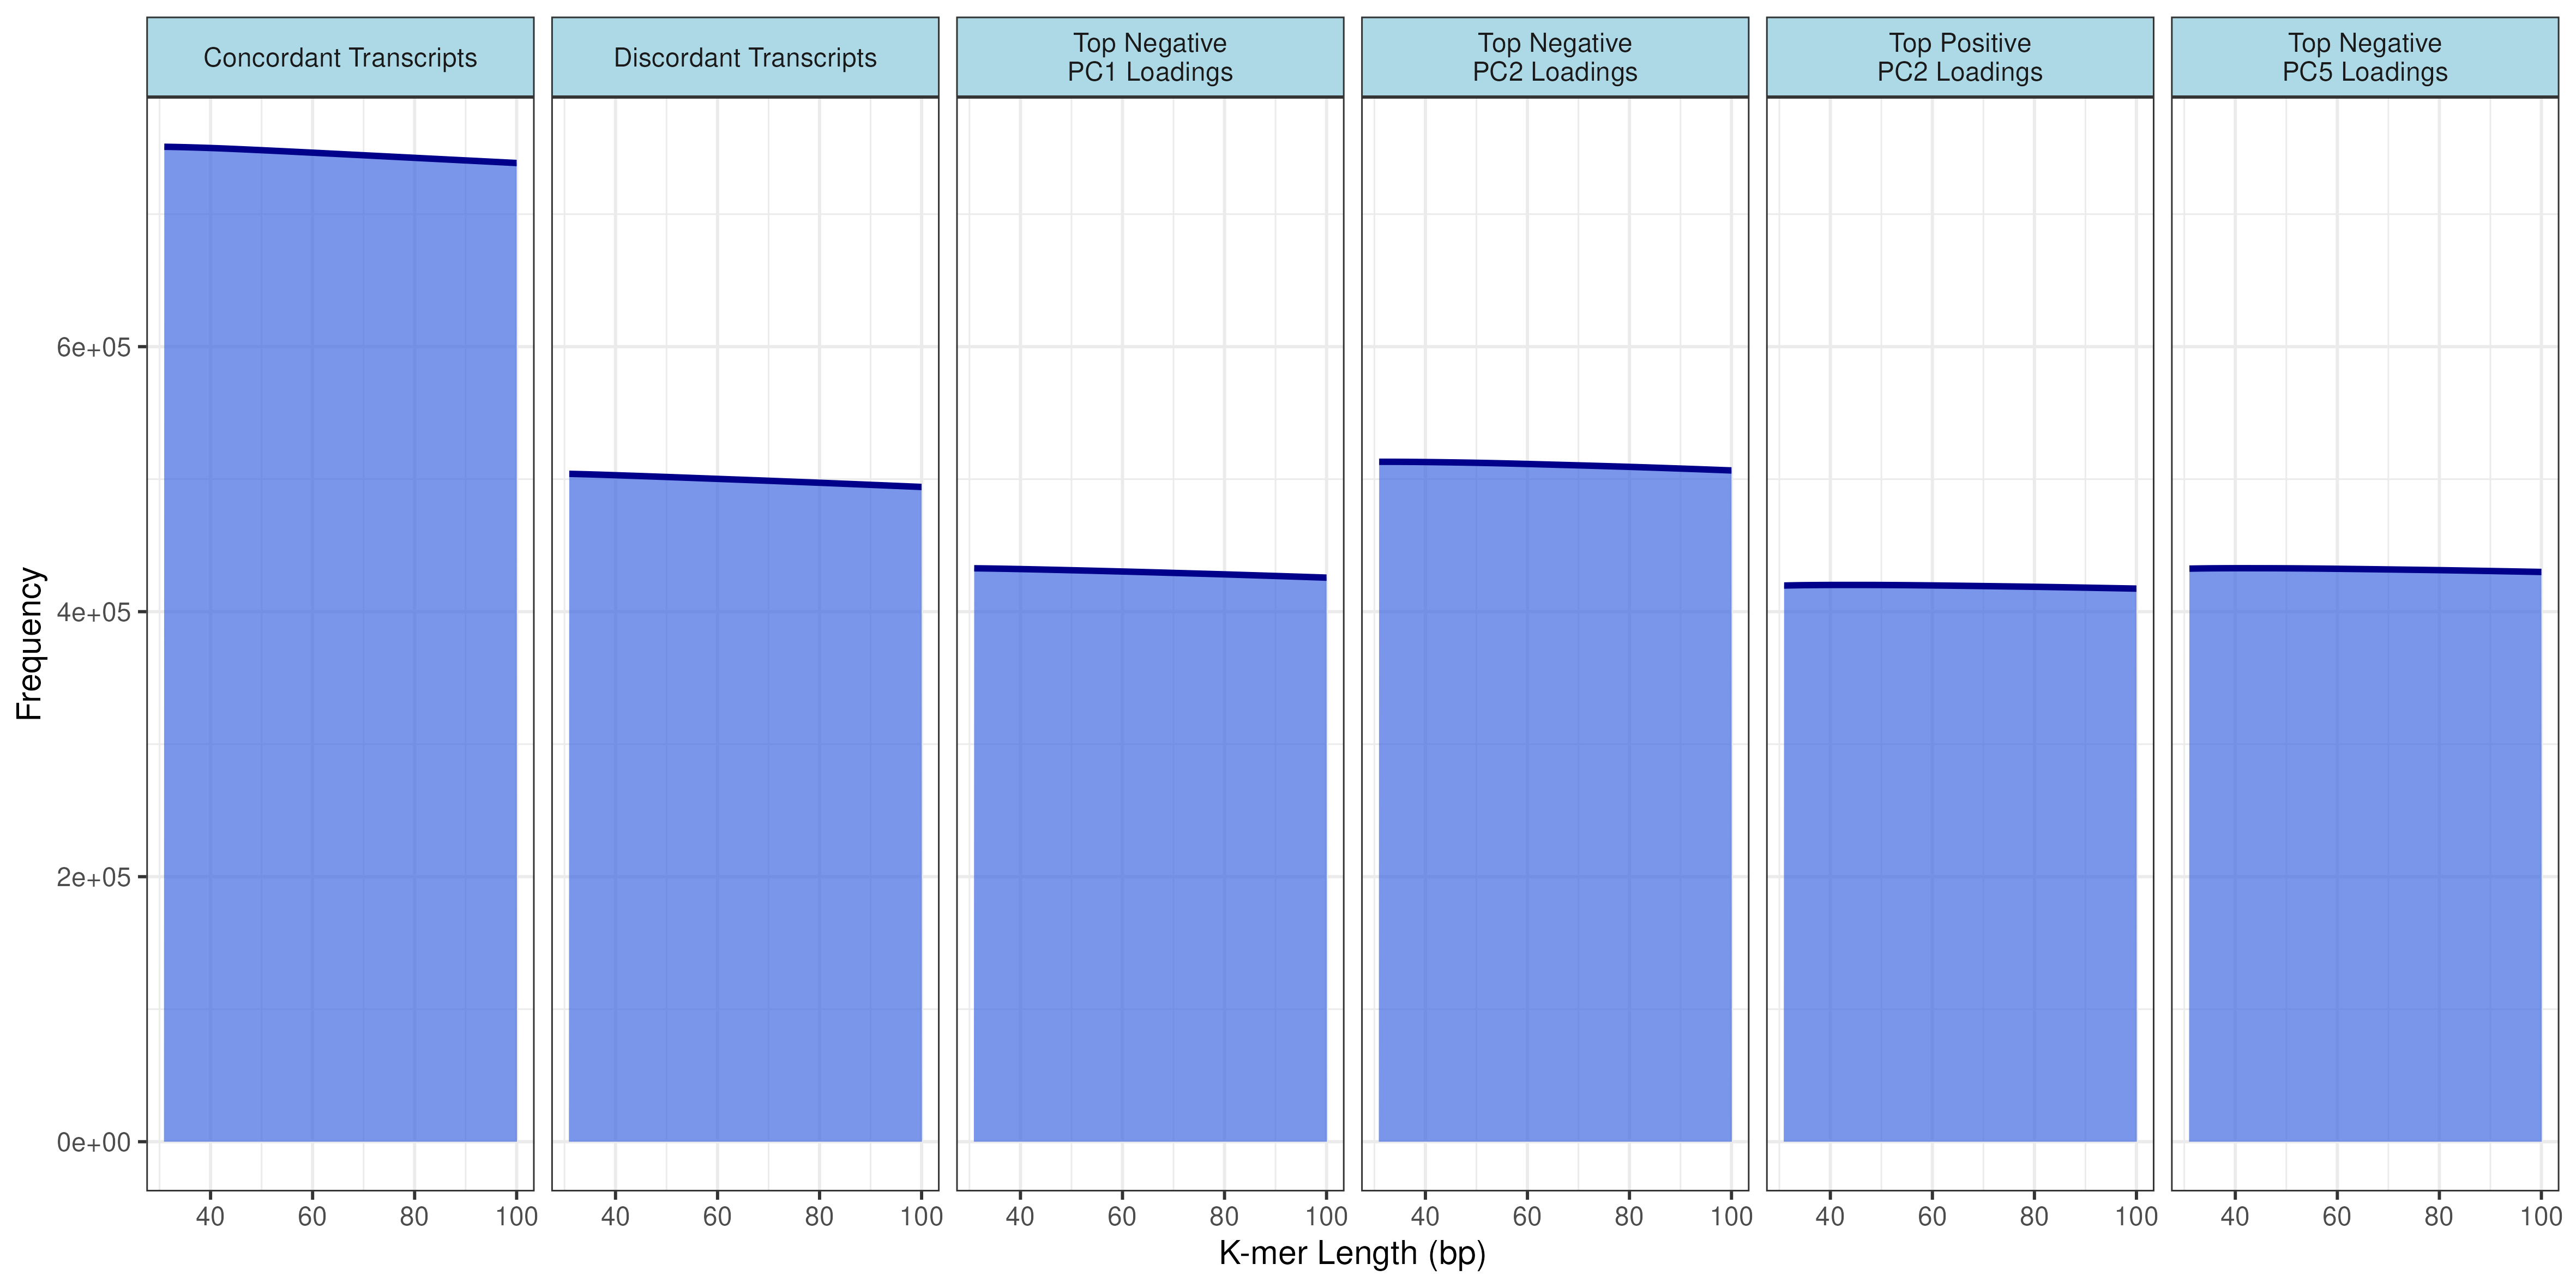 Concordant Transcripts
Discordant Transcripts
Top Negative
PC1 Loadings
Top Negative
PC2 Loadings
Top Positive
PC2 Loadings
Top Negative
PC5 Loadings
Frequency
6e+05
4e+05
2e+05
0e+00
40 60 80 100
40 60 80 100
40 60 80 100
40 60 80 100
40 60 80 100
40 60 80 100
K-mer Length (bp)